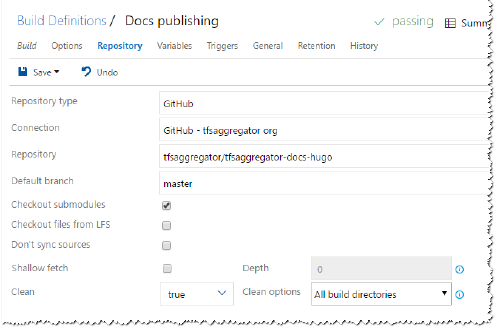 Build Definitions / Docs publishing passing Summ
Build Options Repository Variables Triggers General Retention History
Save Undo
Repository type GitHub
Connection GitHub - tfsaggregator org
Repository tfsaggregator/tfsaggregator-docs-hugo
Default branch master
Checkout submodules
Checkout files from LFS
Don't sync sources
Shallow fetch Depth 0
Clean true Clean options All build directories